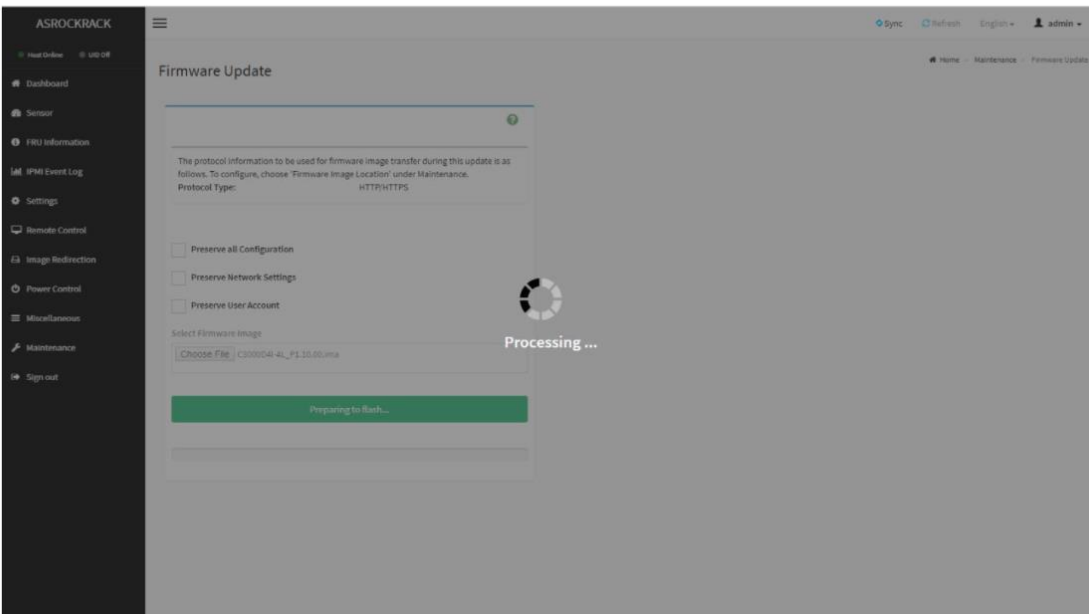 ASROCKRACK
Sync
Refresh
English
admin
Host Online
UID Off
Home
Maintenance
Firmware Update
Firmware Update
Dashboard
Sensor
FRU Information
IPMI Event Log
Settings
Remote Control
Image Redirection
Power Control
Miscellaneous
Maintenance
Sign out
The protocol information to be used for firmware image transfer during this update is as
follows. To configure, choose 'Firmware Image Location' under Maintenance.
Protocol Type: HTTP/HTTPS
Preserve all Configuration
Preserve Network Settings
Preserve User Account
Select Firmware Image
Choose File
Preparing to flash...
Processing ...